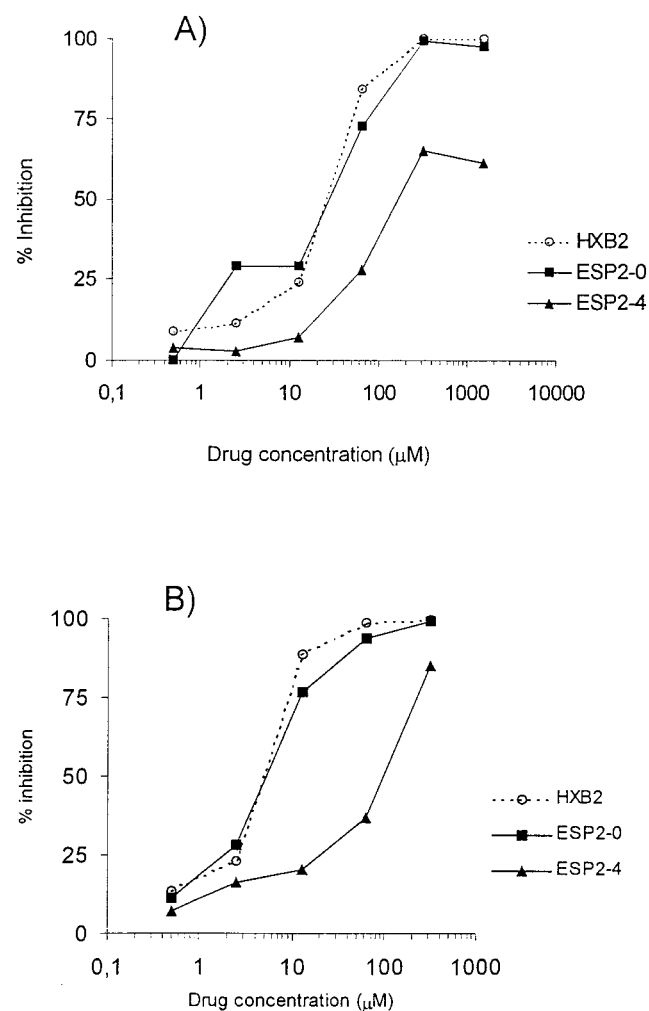 A)
100
75
50
25
0
% Inhibition
0,1 1 10 100 1000 10000
Drug concentration (µM)
HXB2
ESP2-0
ESP2-4
B)
100
75
50
25
0
% inhibition
0,1 1 10 100 1000
Drug concentration (µM)
HXB2
ESP2-0
ESP2-4